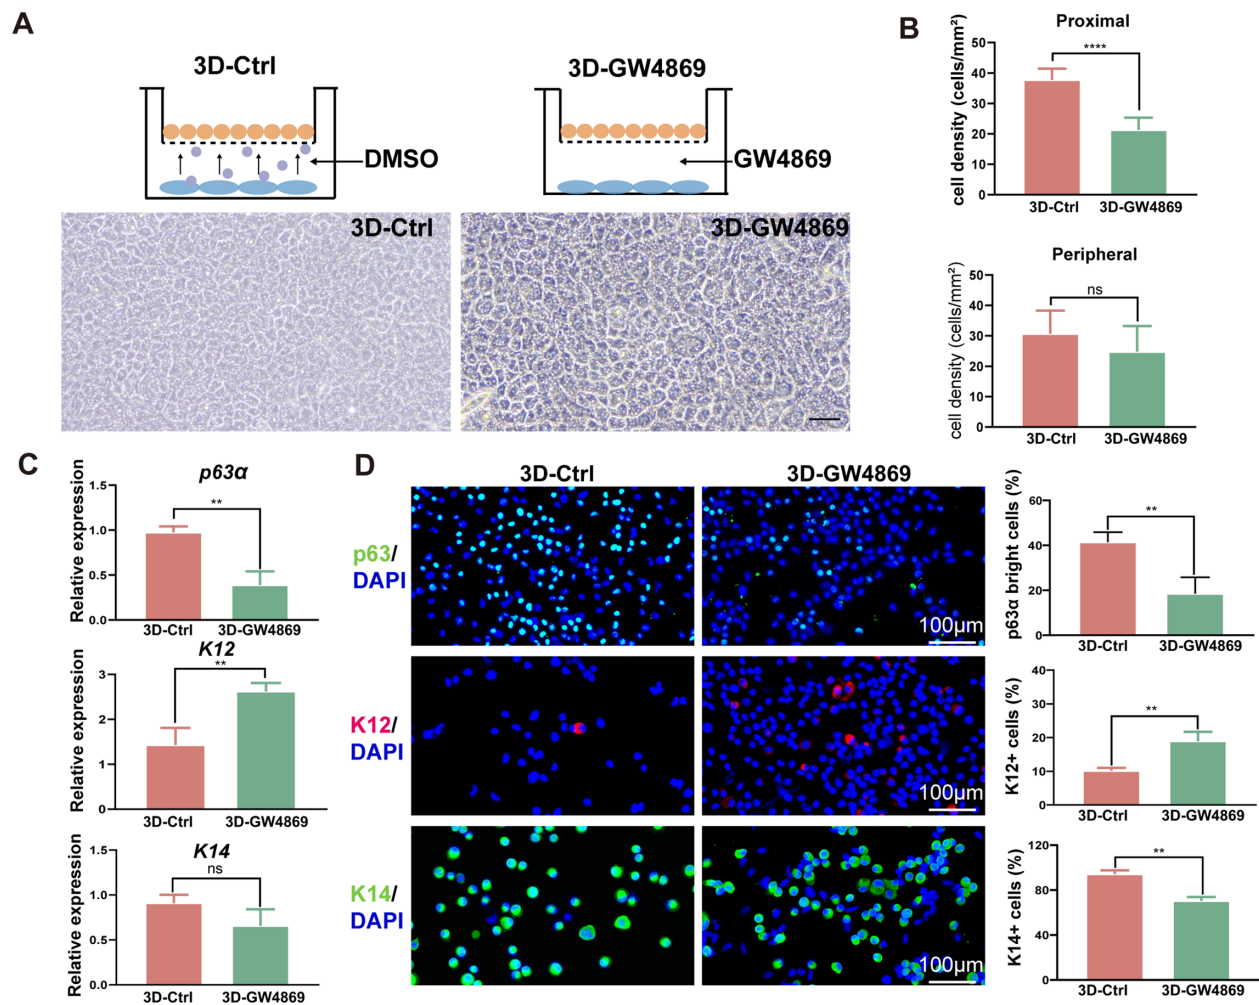 A
3D-Ctrl
3D-GW4869
DMSO
GW4869
3D-Ctrl
3D-GW4869
B
Proximal
cell density (cells/mm²)
50
40
30
20
10
0
****
3D-Ctrl
3D-GW4869
Peripheral
cell density (cells/mm²)
50
40
30
20
10
0
ns
3D-Ctrl
3D-GW4869
C
p63α
Relative expression
1.5
1.0
0.5
0.0
**
3D-Ctrl
3D-GW4869
K12
Relative expression
3
2
1
0
**
3D-Ctrl
3D-GW4869
K14
Relative expression
1.5
1.0
0.5
0.0
ns
3D-Ctrl
3D-GW4869
D
3D-Ctrl
3D-GW4869
p63/
DAPI
100μm
p63α bright cells (%)
60
40
20
0
**
3D-Ctrl
3D-GW4869
K12/
DAPI
100μm
K12+ cells (%)
40
30
20
10
0
**
3D-Ctrl
3D-GW4869
K14/
DAPI
100μm
K14+ cells (%)
120
80
40
0
**
3D-Ctrl
3D-GW4869